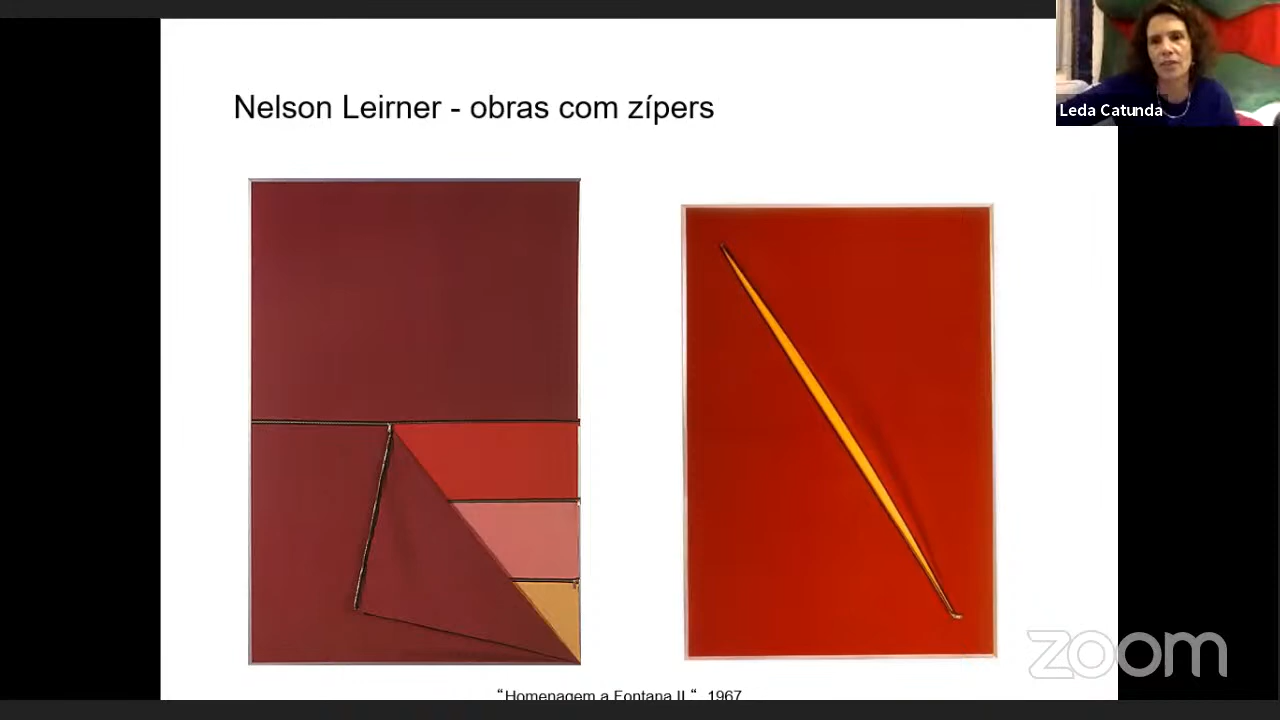 Nelson Leirner - obras com zípers
Leda Catunda
“Homenagem a Fontana II “ 1967
zoom